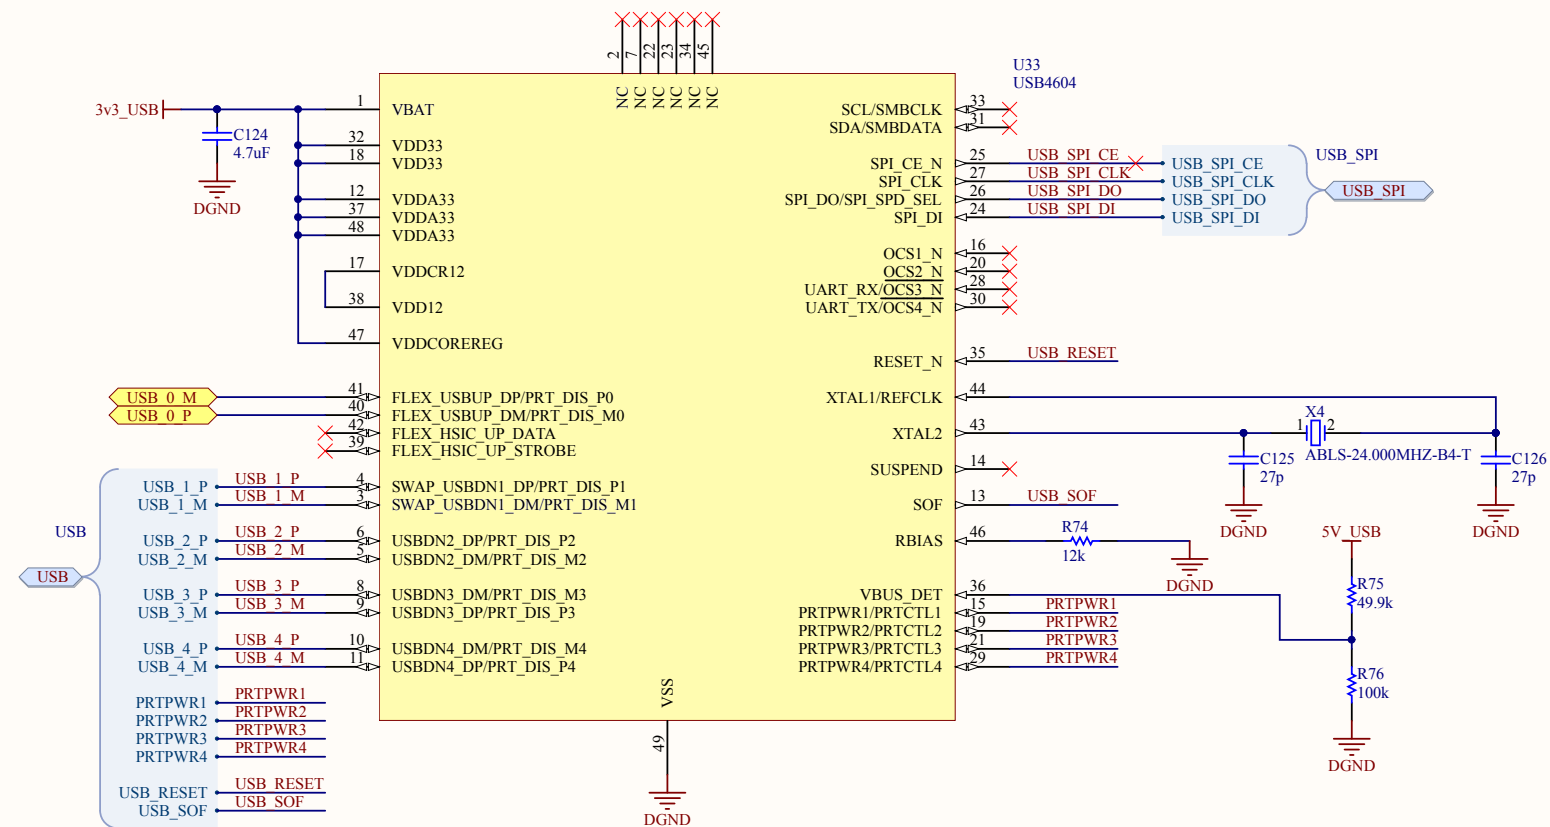 2
7
22
23
34
45
NC
NC
NC
NC
NC
NC
U33
USB4604
3v3_USB
C124
4.7uF
DGND
1 VBAT
32 VDD33
18 VDD33
12 VDDA33
37 VDDA33
48 VDDA33
17 VDDCR12
38 VDD12
47 VDDCOREREG
USB_0_M 41 FLEX_USBUP_DP/PRT_DIS_P0
USB_0_P 40 FLEX_USBUP_DM/PRT_DIS_M0
42 FLEX_HSIC_UP_DATA
39 FLEX_HSIC_UP_STROBE
USB
USB
USB_1_P USB_1_P 4 SWAP_USBDN1_DP/PRT_DIS_P1
USB_1_M USB_1_M 3 SWAP_USBDN1_DM/PRT_DIS_M1
USB_2_P USB_2_P 6 USBDN2_DP/PRT_DIS_P2
USB_2_M USB_2_M 5 USBDN2_DM/PRT_DIS_M2
USB_3_P USB_3_P 8 USBDN3_DM/PRT_DIS_M3
USB_3_M USB_3_M 9 USBDN3_DP/PRT_DIS_P3
USB_4_P USB_4_P 10 USBDN4_DM/PRT_DIS_M4
USB_4_M USB_4_M 11 USBDN4_DP/PRT_DIS_P4
PRTPWR1 PRTPWR1
PRTPWR2 PRTPWR2
PRTPWR3 PRTPWR3
PRTPWR4 PRTPWR4
USB_RESET USB_RESET
USB_SOF USB_SOF
VSS
49
DGND
SCL/SMBCLK 33
SDA/SMBDATA 31
SPI_CE_N 25 USB_SPI_CE USB_SPI_CE
SPI_CLK 27 USB_SPI_CLK USB_SPI_CLK
SPI_DO/SPI_SPD_SEL 26 USB_SPI_DO USB_SPI_DO
SPI_DI 24 USB_SPI_DI USB_SPI_DI
USB_SPI
USB_SPI
OCS1_N 16
OCS2_N 20
UART_RX/OCS3_N 28
UART_TX/OCS4_N 30
RESET_N 35 USB_RESET
XTAL1/REFCLK 44
XTAL2 43
X4
1 2
ABLS-24.000MHZ-B4-T
C125
27p
DGND
C126
27p
DGND
SUSPEND 14
SOF 13 USB_SOF
RBIAS 46
R74
12k
DGND
VBUS_DET 36
PRTPWR1/PRTCTL1 15 PRTPWR1
PRTPWR2/PRTCTL2 19 PRTPWR2
PRTPWR3/PRTCTL3 21 PRTPWR3
PRTPWR4/PRTCTL4 29 PRTPWR4
5V_USB
R75
49.9k
R76
100k
DGND